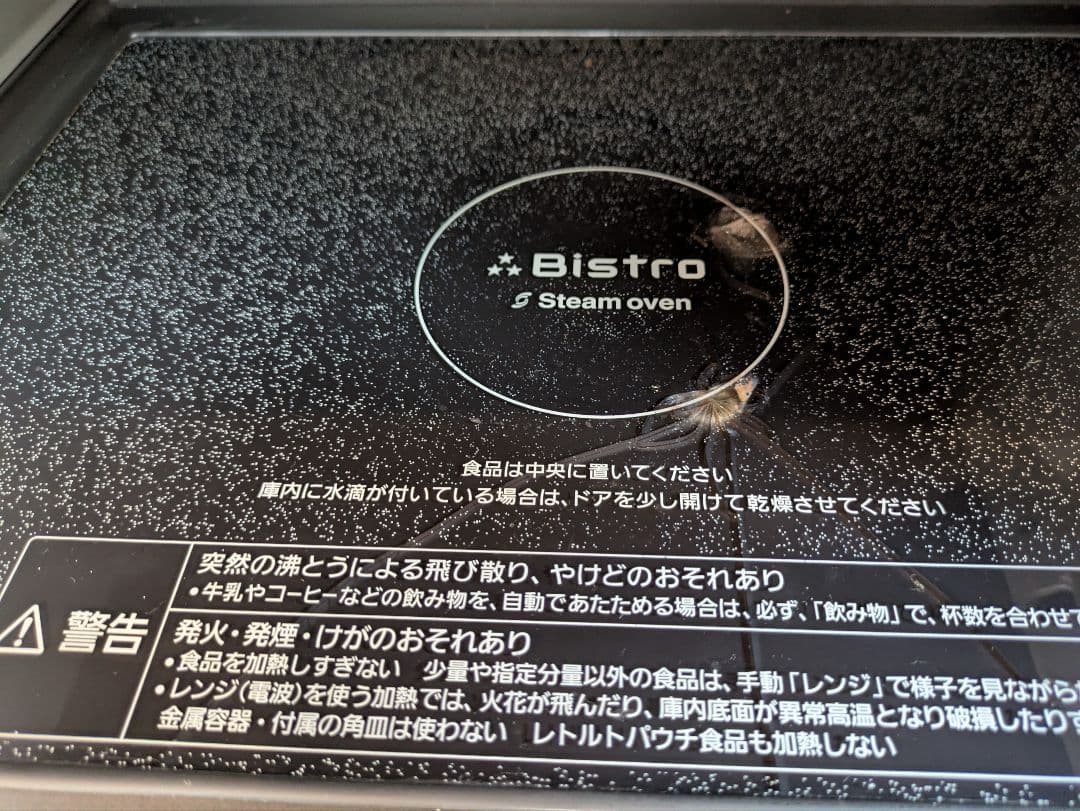 Bistro
Steam oven
食品は中央に置いてください
庫内に水滴が付いている場合は、ドアを少し開けて乾燥させてください
警告
突然の沸とうによる飛び散り、やけどのおそれあり
•牛乳やコーヒーなどの飲み物を、自動であたためる場合は、必ず、「飲み物」で、杯数を合わせて
発火・発煙・けがのおそれあり
•食品を加熱しすぎない 少量や指定分量以外の食品は、手動「レンジ」で様子を見ながら
•レンジ(電波)を使う加熱では、火花が飛んだり、庫内底面が異常高温となり破損したりす
金属容器・付属の角皿は使わない レトルトパウチ食品も加熱しない